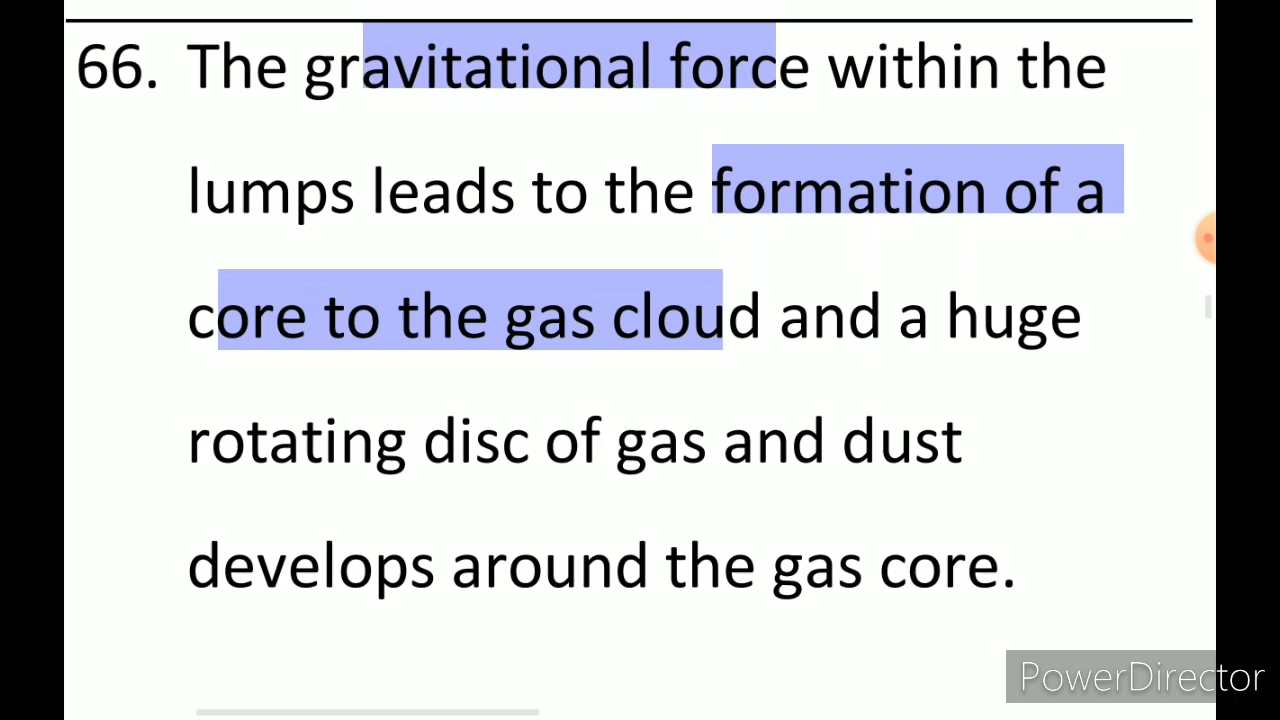 66. The gravitational force within the
lumps leads to the formation of a
core to the gas cloud and a huge
rotating disc of gas and dust
develops around the gas core.
PowerDirector